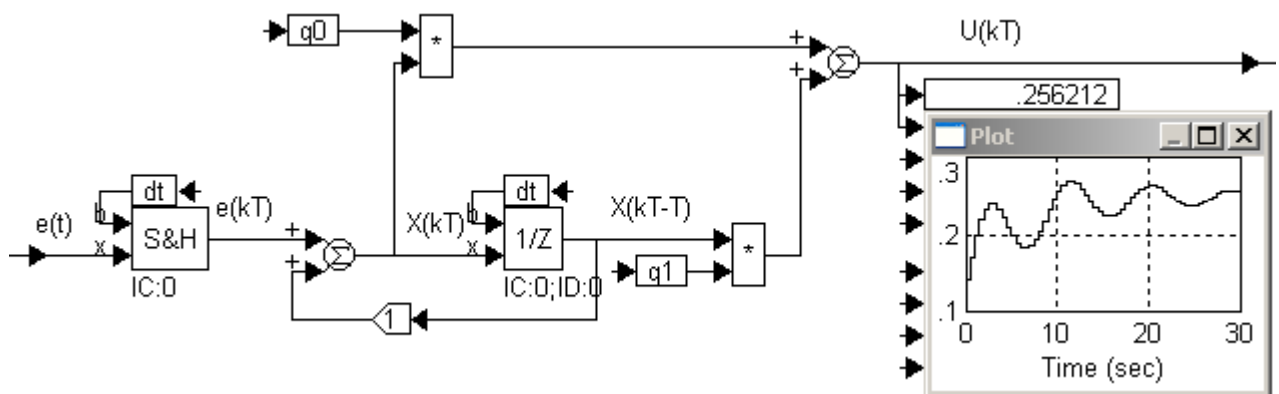 q0
*
+
+
Σ
U(kT)
.256212
Plot
.3
.2
.1
0
10
20
30
Time (sec)
e(t)
dt
b
x
S&H
IC:0
e(kT)
+
+
Σ
X(kT)
dt
b
x
1/Z
IC:0;ID:0
X(kT-T)
q1
*
1